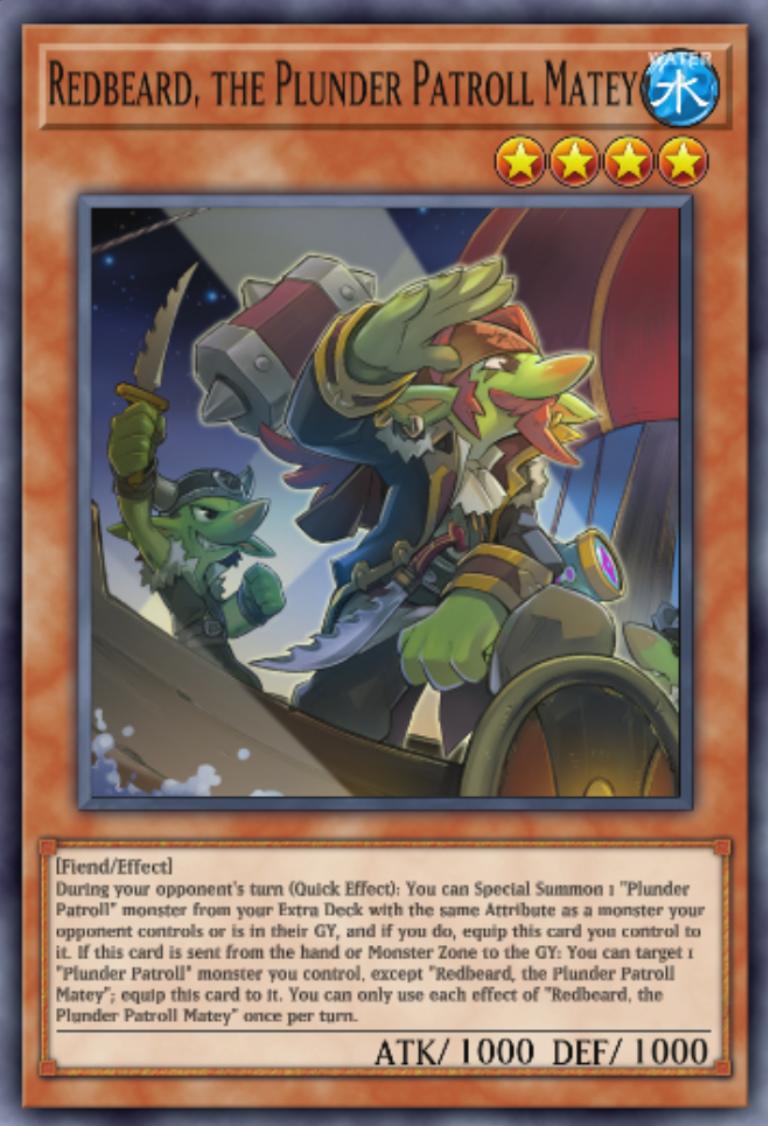 REDBEARD, THE PLUNDER PATROLL MATEY
WATER
水
[Fiend/Effect]
During your opponent's turn (Quick Effect): You can Special Summon 1 "Plunder
Patroll" monster from your Extra Deck with the same Attribute as a monster your
opponent controls or is in their GY, and if you do, equip this card you control to
it. If this card is sent from the hand or Monster Zone to the GY: You can target 1
"Plunder Patroll" monster you control, except "Redbeard, the Plunder Patroll
Matey"; equip this card to it. You can only use each effect of "Redbeard, the
Plunder Patroll Matey" once per turn.
ATK/ 1000 DEF/ 1000